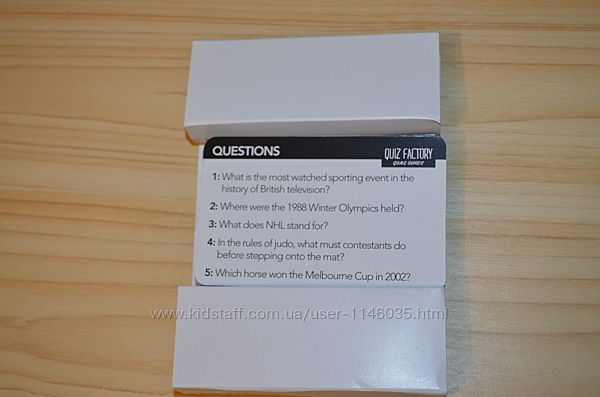 QUESTIONS
QUIZ FACTORY
GAME CARDS
1: What is the most watched sporting event in the
history of British television?
2: Where were the 1988 Winter Olympics held?
3: What does NHL stand for?
4: In the rules of judo, what must contestants do
before stepping onto the mat?
5: Which horse won the Melbourne Cup in 2002?
www.kidstaff.com.ua/user-1146035.html